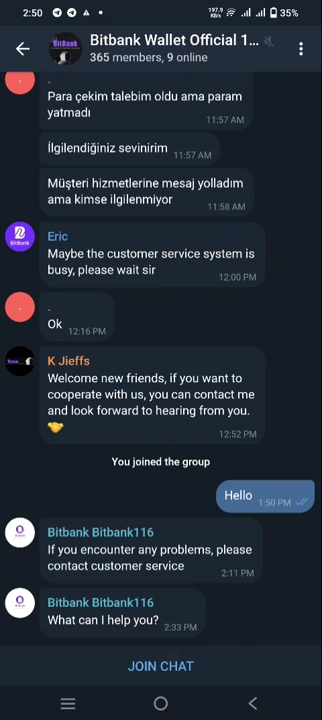 2:50
197.9
KB/s
35%
Bitbank Wallet Official 1...
365 members, 9 online
.
Para çekim talebim oldu ama param
yatmadı
11:57 AM
İlgilendiğiniz sevinirim
11:57 AM
Müşteri hizmetlerine mesaj yolladım
ama kimse ilgilenmiyor
11:58 AM
Eric
Maybe the customer service system is
busy, please wait sir
12:00 PM
.
Ok
12:16 PM
K Jieffs
Welcome new friends, if you want to
cooperate with us, you can contact me
and look forward to hearing from you.
🤝
12:52 PM
You joined the group
Hello
1:50 PM
Bitbank Bitbank116
If you encounter any problems, please
contact customer service
2:11 PM
Bitbank Bitbank116
What can I help you?
2:33 PM
JOIN CHAT